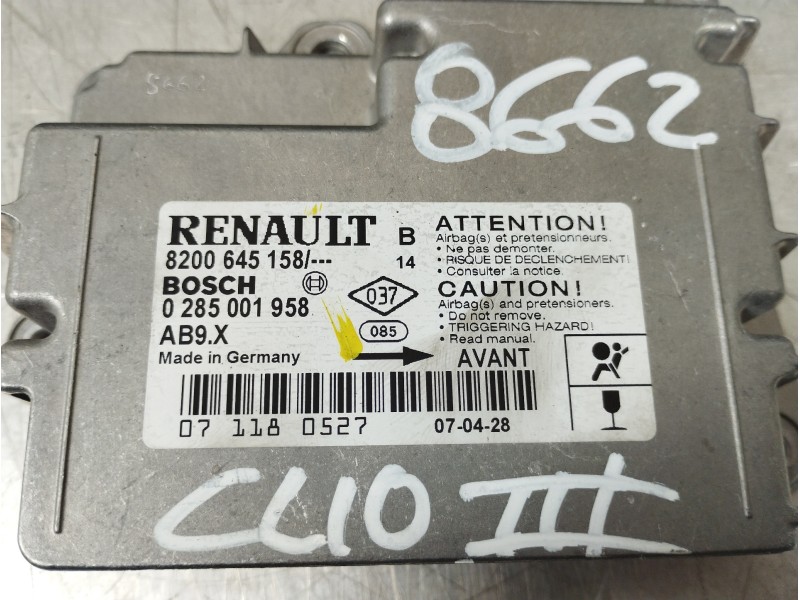 8662
RENAULT B
8200 645 158/--- 14
BOSCH
0 285 001 958
AB9.X
Made in Germany
037
085
ATTENTION!
Airbag(s) et pretensionneurs.
• Ne pas demonter.
• RISQUE DE DECLENCHEMENT!
• Consulter la notice.
CAUTION!
Airbag(s) and pretensioners.
• Do not remove.
• TRIGGERING HAZARD!
• Read manual.
AVANT
07 118 0527 07-04-28
CLIO III